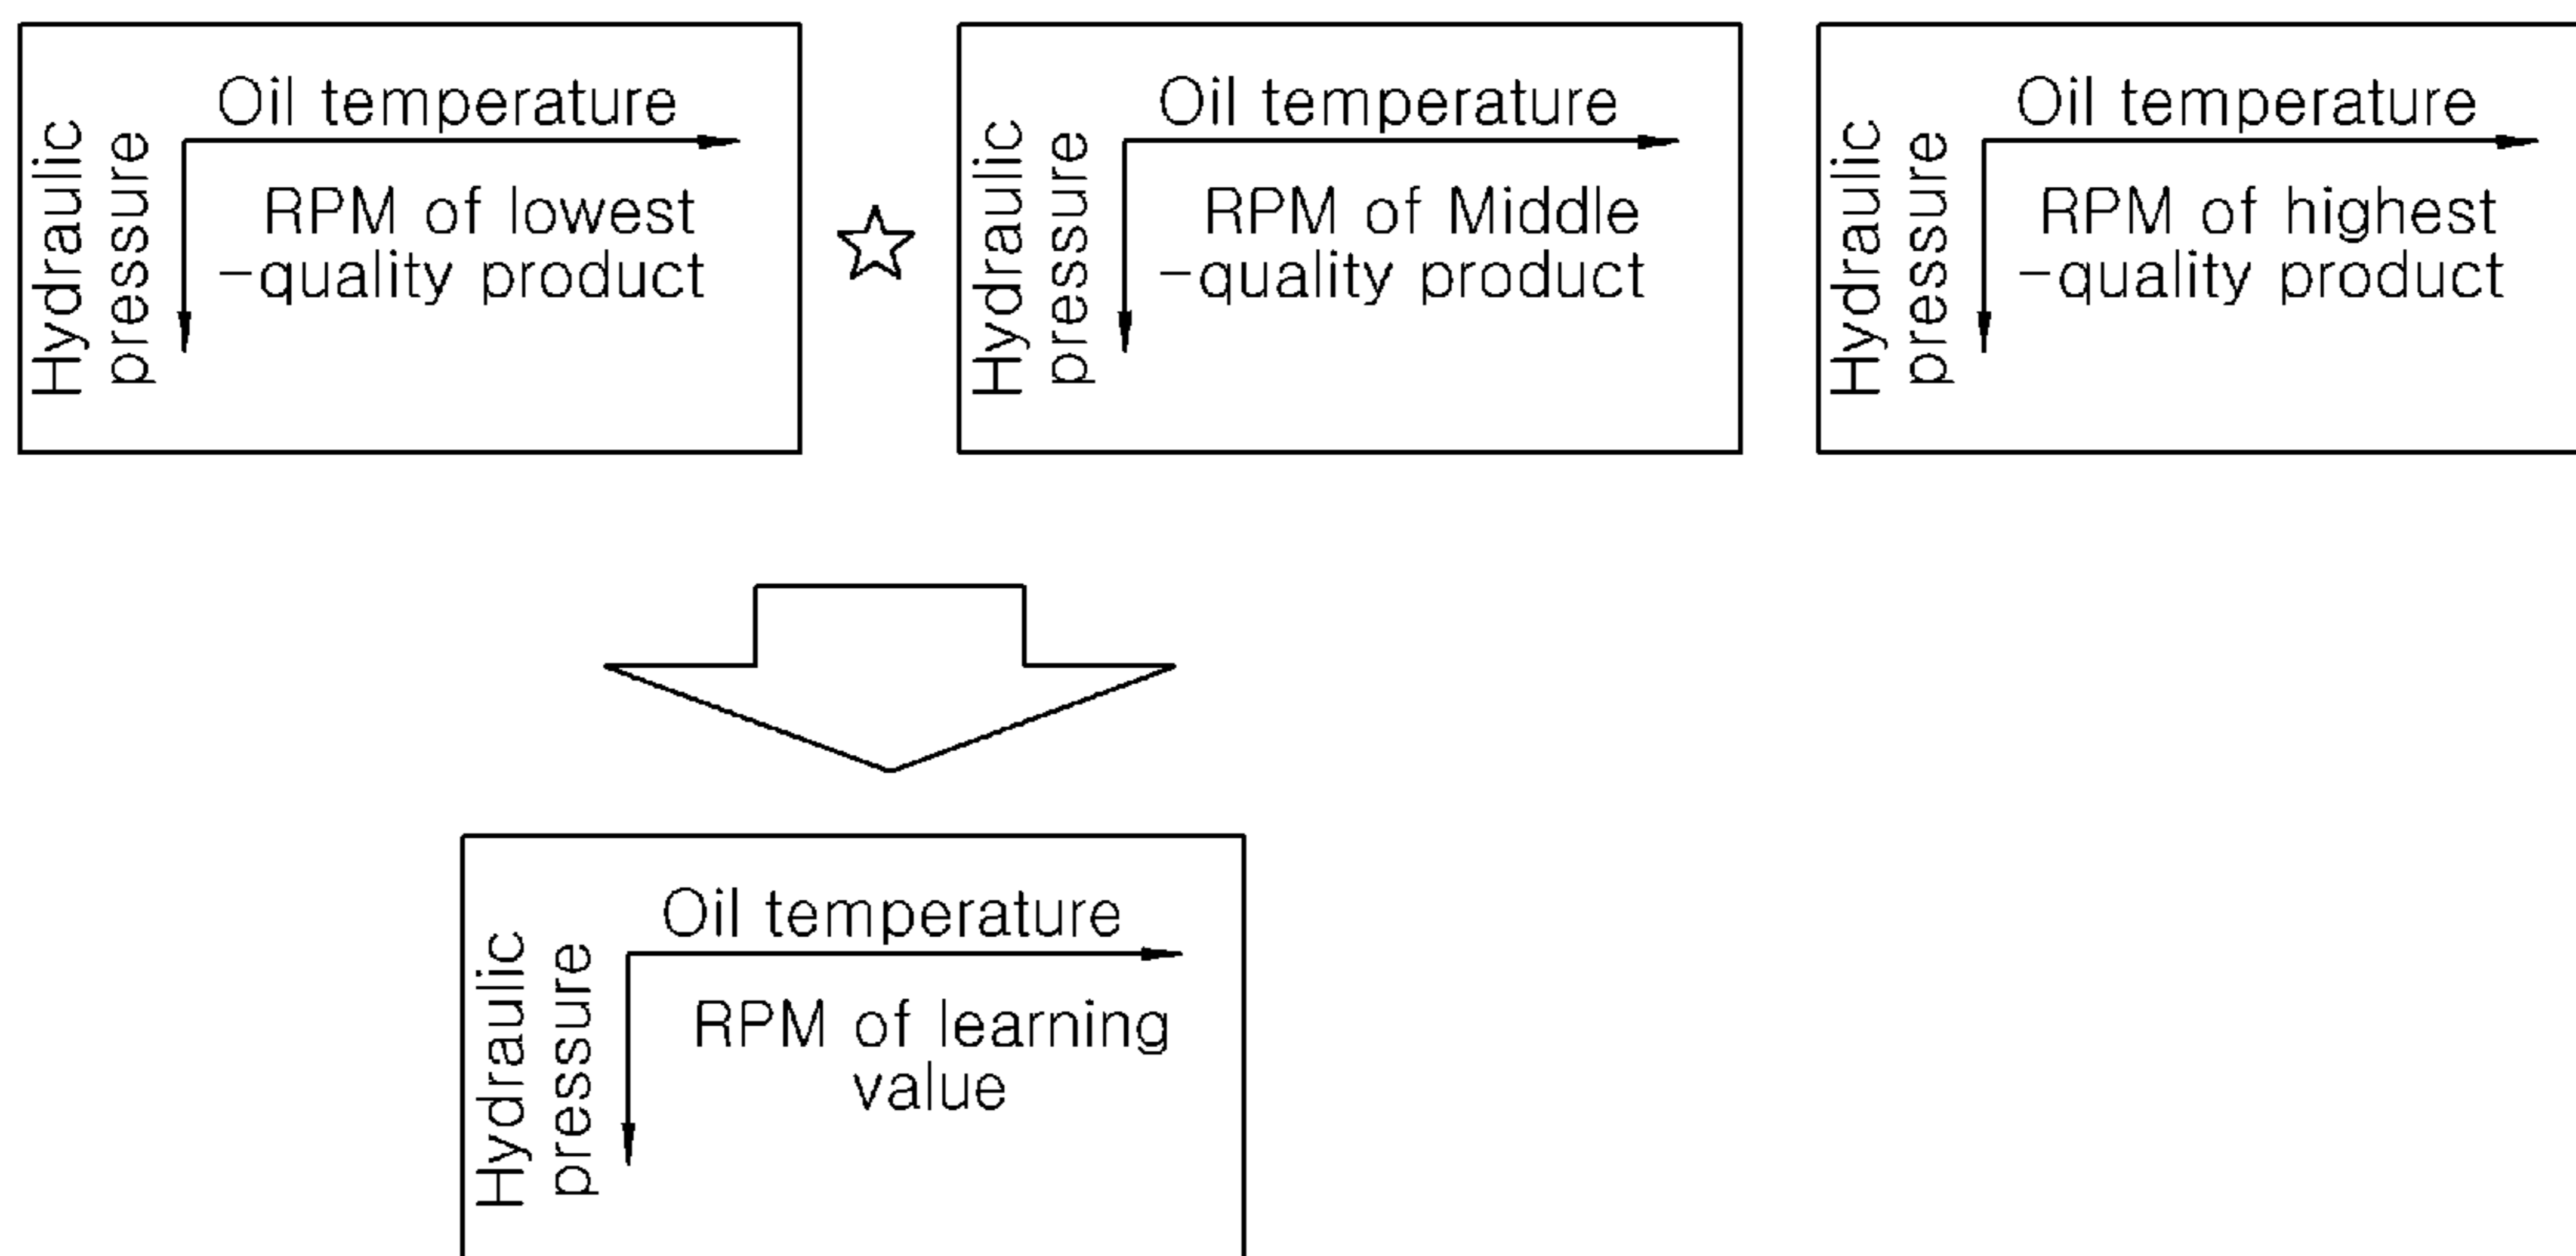 Oil temperature
Hydraulic
pressure
RPM of lowest
-quality product
Oil temperature
Hydraulic
pressure
RPM of Middle
-quality product
Oil temperature
Hydraulic
pressure
RPM of highest
-quality product
Oil temperature
Hydraulic
pressure
RPM of learning
value